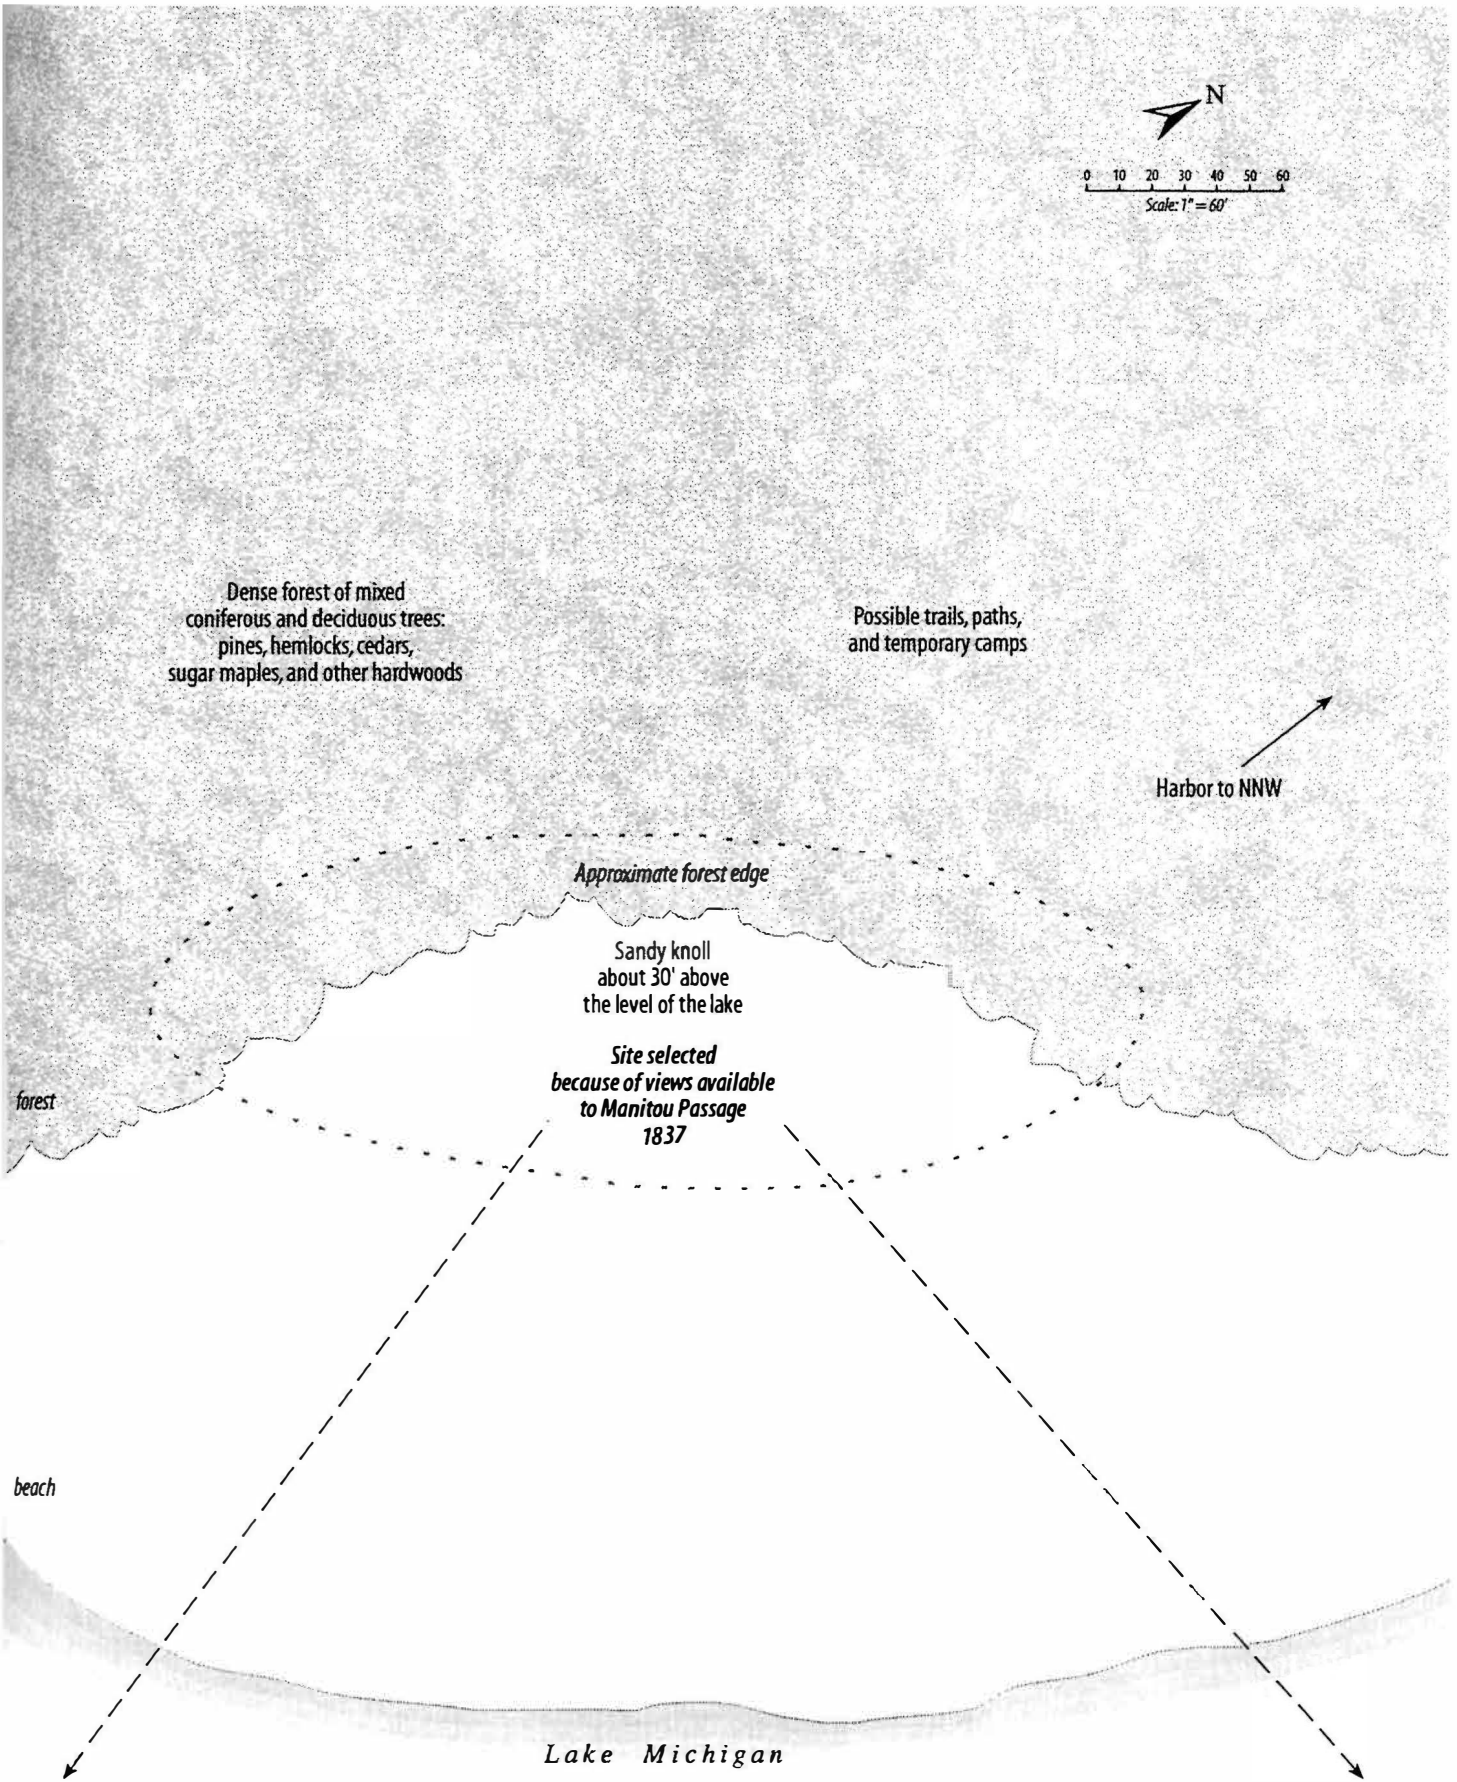 N
0 10 20 30 40 50 60
Scale: 1" = 60'
Dense forest of mixed
coniferous and deciduous trees:
pines, hemlocks, cedars,
sugar maples, and other hardwoods
Possible trails, paths,
and temporary camps
Harbor to NNW
Approximate forest edge
Sandy knoll
about 30' above
the level of the lake
Site selected
because of views available
to Manitou Passage
1837
forest
beach
Lake Michigan